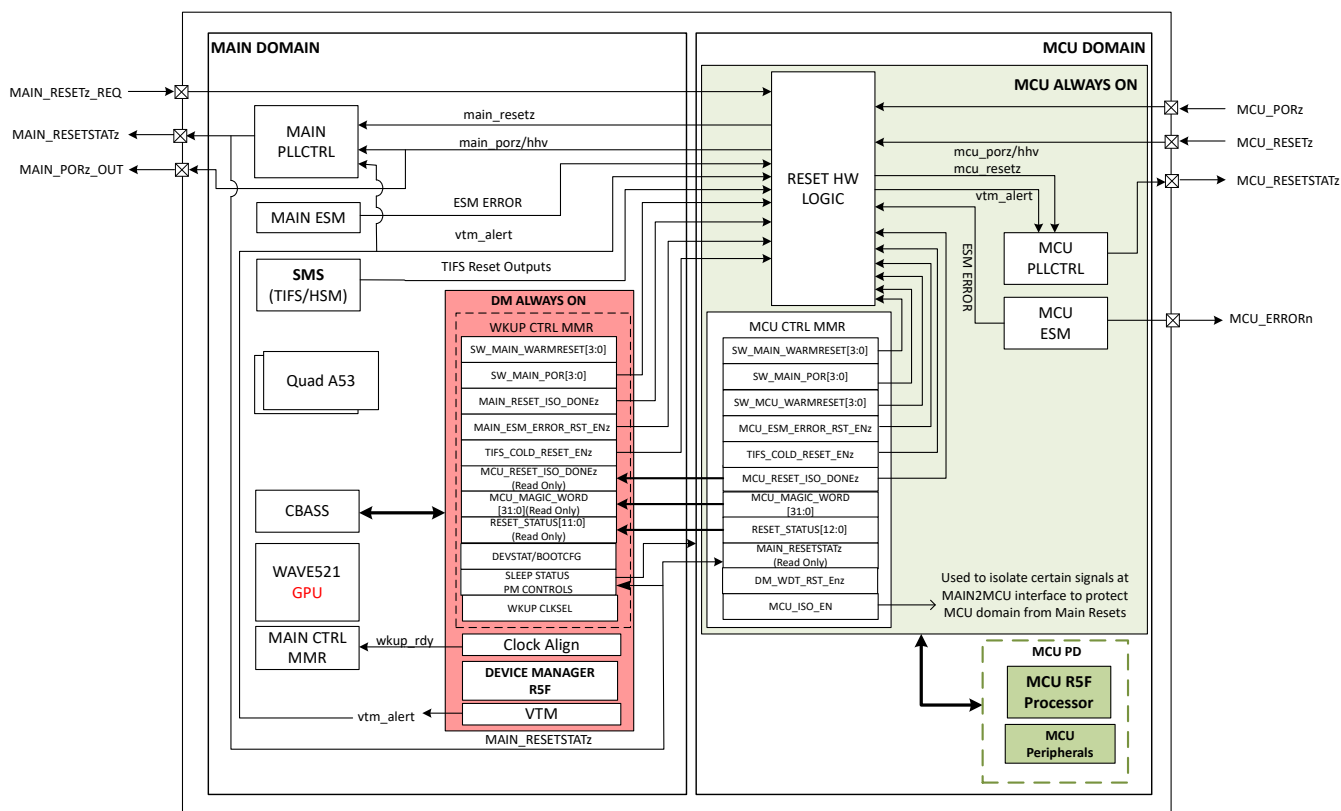 MAIN DOMAIN
MCU DOMAIN
MCU ALWAYS ON
MAIN_RESETz_REQ
MAIN_RESETSTATz
MAIN_PORz_OUT
MAIN
PLLCTRL
main_resetz
main_porz/hhv
MAIN ESM
ESM ERROR
vtm_alert
SMS
(TIFS/HSM)
TIFS Reset Outputs
RESET HW
LOGIC
MCU_PORz
MCU_RESETz
mcu_porz/hhv
mcu_resetz
vtm_alert
MCU_RESETSTATz
MCU
PLLCTRL
ESM ERROR
MCU
ESM
MCU_ERRORn
Quad A53
CBASS
WAVE521
GPU
MAIN CTRL
MMR
wkup_rdy
vtm_alert
DM ALWAYS ON
WKUP CTRL MMR
SW_MAIN_WARMRESET[3:0]
SW_MAIN_POR[3:0]
MAIN_RESET_ISO_DONEz
MAIN_ESM_ERROR_RST_ENz
TIFS_COLD_RESET_ENz
MCU_RESET_ISO_DONEz
(Read Only)
MCU_MAGIC_WORD
[31:0](Read Only)
RESET_STATUS[11:0]
(Read Only)
DEVSTAT/BOOTCFG
SLEEP STATUS
PM CONTROLS
WKUP CLKSEL
Clock Align
DEVICE MANAGER
R5F
VTM
MAIN_RESETSTATz
MCU CTRL MMR
SW_MAIN_WARMRESET[3:0]
SW_MAIN_POR[3:0]
SW_MCU_WARMRESET[3:0]
MCU_ESM_ERROR_RST_ENz
TIFS_COLD_RESET_ENz
MCU_RESET_ISO_DONEz
MCU_MAGIC_WORD
[31:0]
RESET_STATUS[12:0]
MAIN_RESETSTATz
(Read Only)
DM_WDT_RST_Enz
MCU_ISO_EN
Used to isolate certain signals at
MAIN2MCU interface to protect
MCU domain from Main Resets
MCU PD
MCU R5F
Processor
MCU
Peripherals